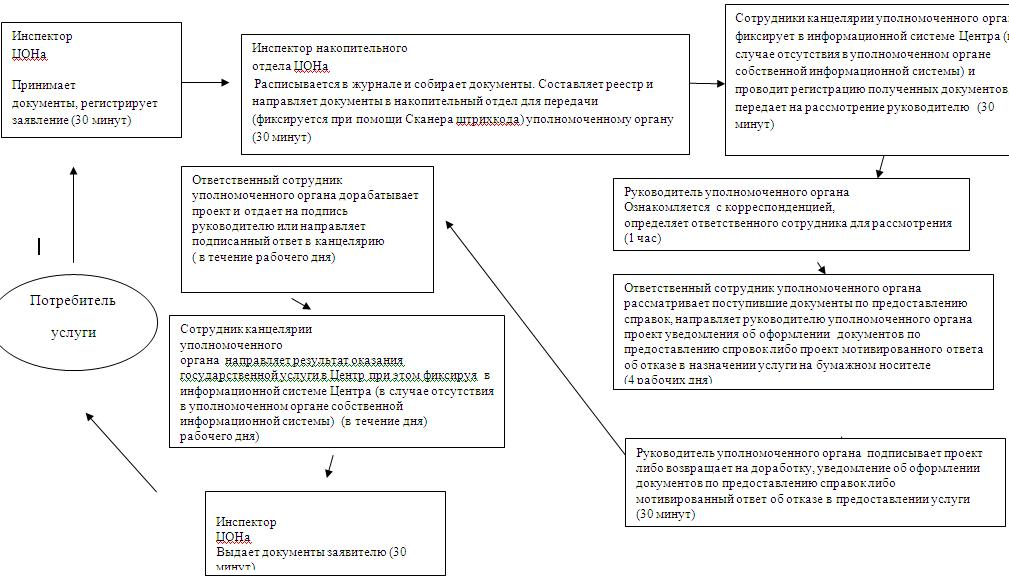 Инспектор
ЦОНа
Принимает
документы, регистрирует
заявление (30 минут)
Инспектор накопительного
отдела ЦОНа
Расписывается в журнале и собирает документы. Составляет реестр и
направляет документы в накопительный отдел для передачи
(фиксируется при помощи Сканера штрихкода) уполномоченному органу
(30 минут)
Сотрудники канцелярии уполномоченного орга
фиксирует в информационной системе Центра (
случае отсутствия в уполномоченном органе
собственной информационной системы) и
проводит регистрацию полученных документов,
передает на рассмотрение руководителю (30
минут)
Руководитель уполномоченного органа
Ознакомляется с корреспонденцией,
определяет ответственного сотрудника для рассмотрения
(1 час)
Ответственный сотрудник уполномоченного органа
рассматривает поступившие документы по предоставлению
справок, направляет руководителю уполномоченного органа
проект уведомления об оформлении документов по
предоставлению спровок либо проект мотивированного ответа
об отказе в назначении услуги на бумажном носителе
(4 рабочих дня)
Руководитель уполномоченного органа подписывает проект
либо возвращает на доработку, уведомление об оформлении
документов по предоставлению справок либо
мотивированный ответ об отказе в предоставлении услуги
(30 минут)
Ответственный сотрудник
уполномоченного органа дорабатывает
проект и отдает на подпись
руководителю или направляет
подписанный ответ в канцелярию
( в течение рабочего дня)
Сотрудник канцелярии
уполномоченного
органа направляет результат оказания
государственной услуги в Центр при этом фиксируя в
информационной системе Центра (в случае отсутствия
в уполномоченном органе собственной
информационной системы) (в течение дня)
рабочего дня)
Инспектор
ЦОНа
Выдает документы заявителю (30
минут)
Потребитель
услуги